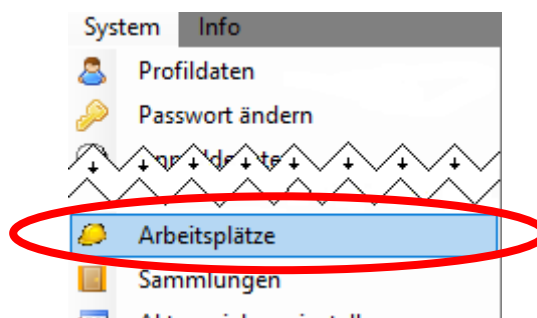 System Info
Profildaten
Passwort ändern
Arbeitsplätze
Sammlungen